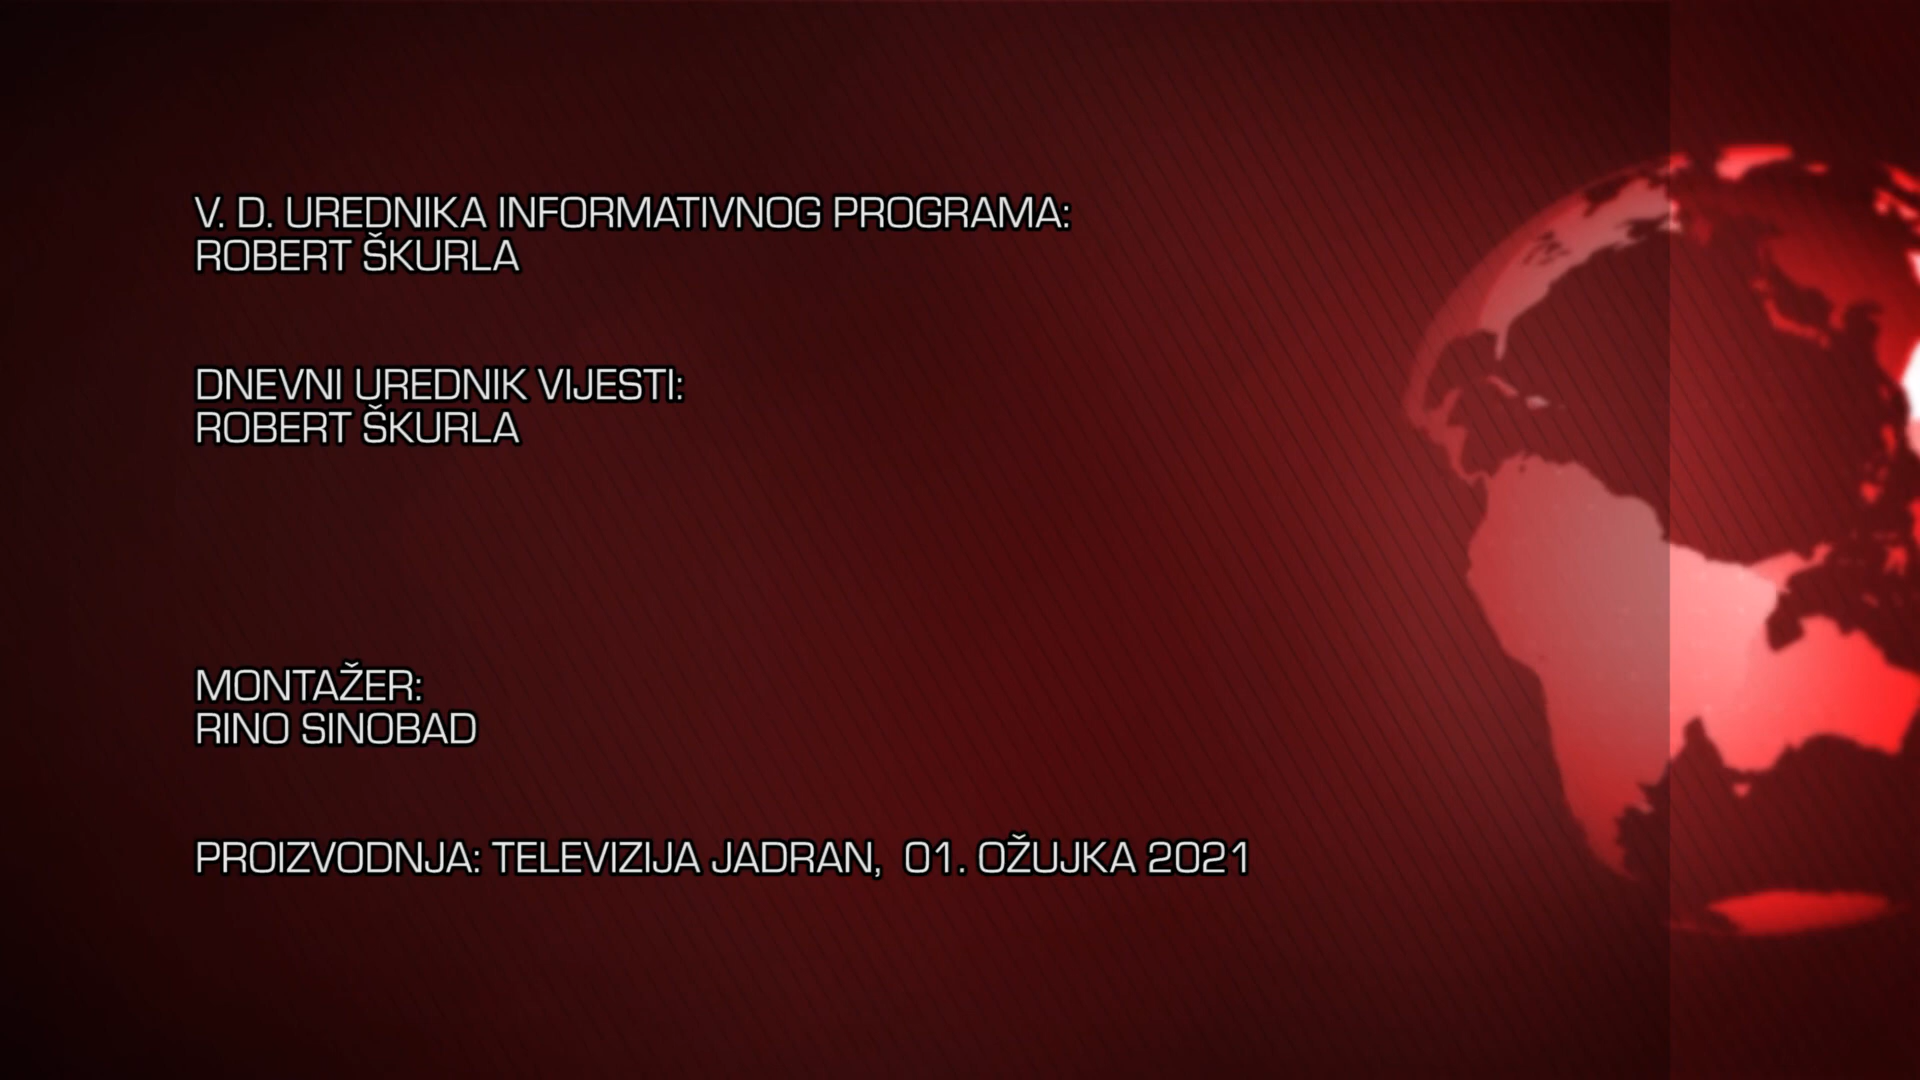 V. D. UREDNIKA INFORMATIVNOG PROGRAMA:
ROBERT ŠKURLA
DNEVNI UREDNIK VIJESTI:
ROBERT ŠKURLA
MONTAŽER:
RINO SINOBAD
PROIZVODNJA: TELEVIZIJA JADRAN,  01. OŽUJKA 2021